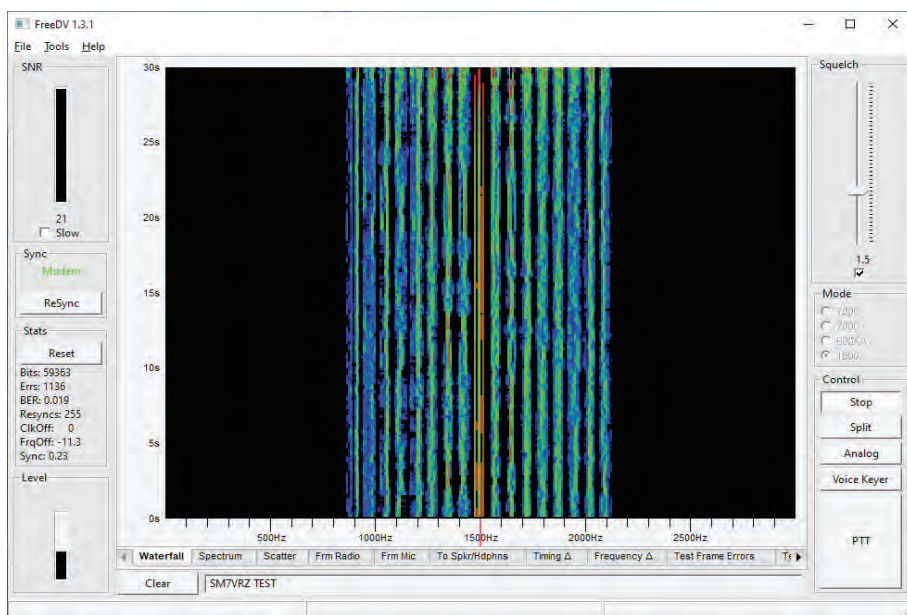 FreeDV 1.3.1
File Tools Help
SNR
21
Slow
Sync
Modem
ReSync
Stats
Reset
Bits: 59363
Errs: 1136
BER: 0.019
Resyncs: 255
ClkOff: 0
FrqOff: -11.3
Sync: 0.23
Level
30s
25s
20s
15s
10s
5s
0s
500Hz 1000Hz 1500Hz 2000Hz 2500Hz
Waterfall Spectrum Scatter Frm Radio Frm Mic To Spkr/Hdphns Timing Δ Frequency Δ Test Frame Errors
Clear SM7VRZ TEST
Squelch
1.5
Mode
1600
Control
Stop
Split
Analog
Voice Keyer
PTT